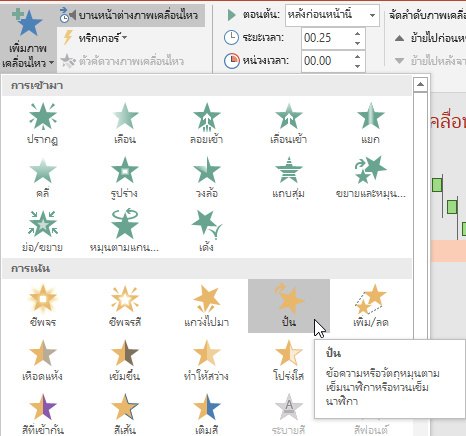 เพิ่มภาพ
เคลื่อนไหว
บานหน้าต่างภาพเคลื่อนไหว
ทริกเกอร์
ตัวคัดวางภาพเคลื่อนไหว
ตอนต้น: หลังก่อนหน้านี้
ระยะเวลา: 00.25
หน่วงเวลา: 00.00
จัดลำดับภาพเคลื่อ
ย้ายไปก่อนห
ย้ายไปหลังจา
การเข้ามา
ปรากฏ เลือน ลอยเข้า เลื่อนเข้า แยก
คลี่ รูปร่าง วงล้อ แถบสุ่ม ขยายและหมุน...
ย่อ/ขยาย หมุนตามแกน... เด้ง
การเน้น
ชีพจร ชีพจรสี แกว่งไปมา ปั่น เพิ่ม/ลด
เหือดแห้ง เข้มขึ้น ทำให้สว่าง โปร่งใส
สีที่เข้ากัน สีเส้น เติมสี ระบายสี สีฟอนต์
ปั่น
ข้อความหรือวัตถุหมุนตาม
เข็มนาฬิกาหรือทวนเข็ม
นาฬิกา
คลื่อ